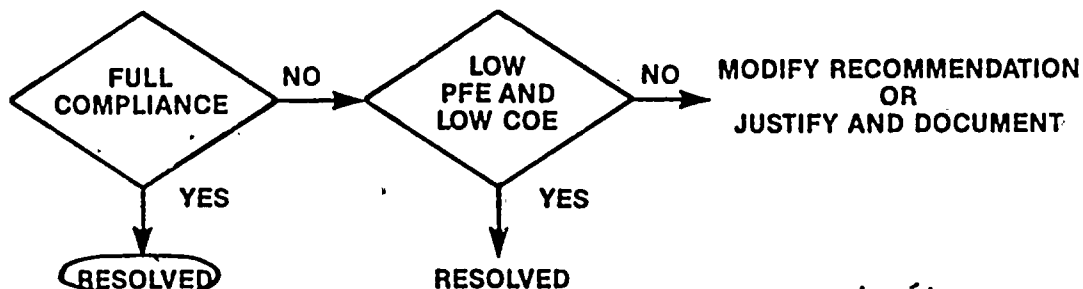 FULL
COMPLIANCE
NO
LOW
PFE AND
LOW COE
NO
MODIFY RECOMMENDATION
OR
JUSTIFY AND DOCUMENT
YES
YES
RESOLVED
RESOLVED